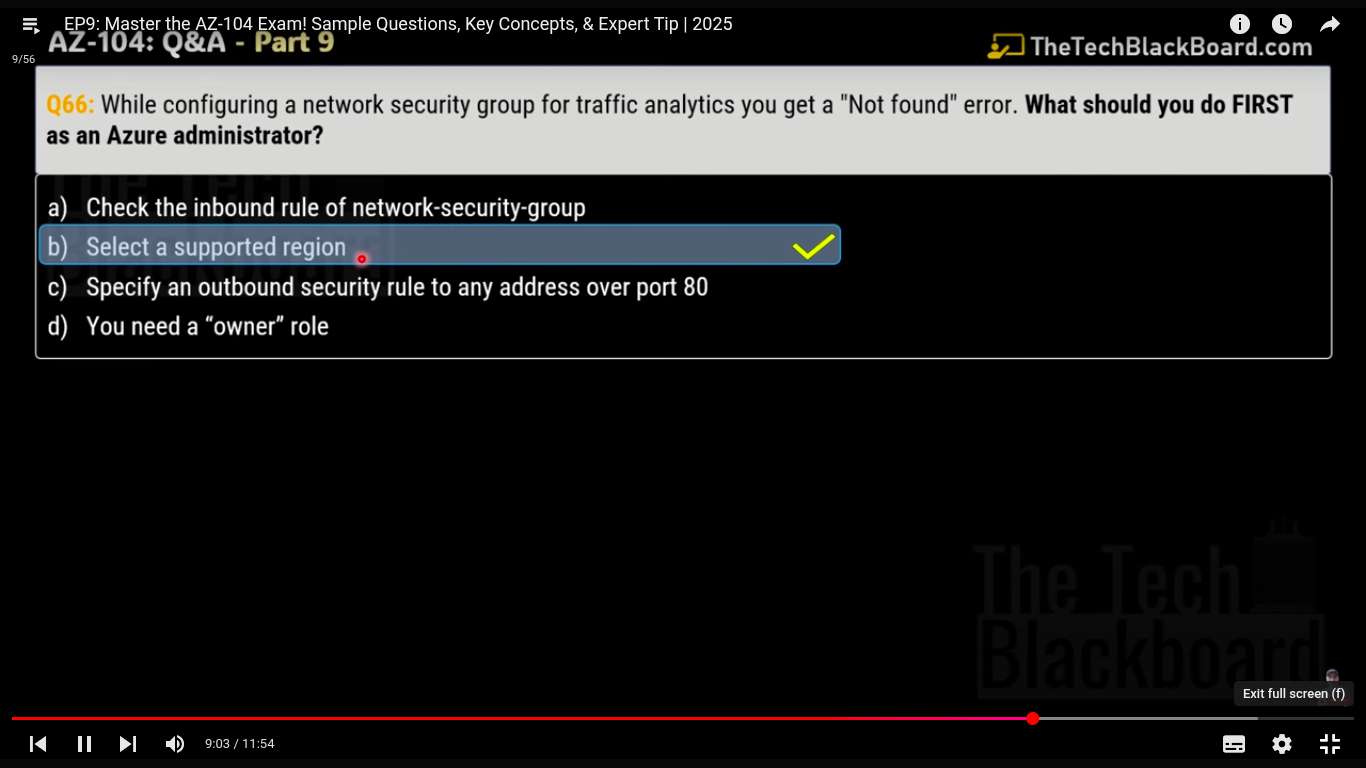 EP9: Master the AZ-104 Exam! Sample Questions, Key Concepts, & Expert Tip | 2025
AZ-104: Q&A - Part 9
TheTechBlackBoard.com
9/56
Q66: While configuring a network security group for traffic analytics you get a "Not found" error. What should you do FIRST
as an Azure administrator?
a) Check the inbound rule of network-security-group
b) Select a supported region
c) Specify an outbound security rule to any address over port 80
d) You need a “owner” role
The Tech
Blackboard
Exit full screen (f)
9:03 / 11:54